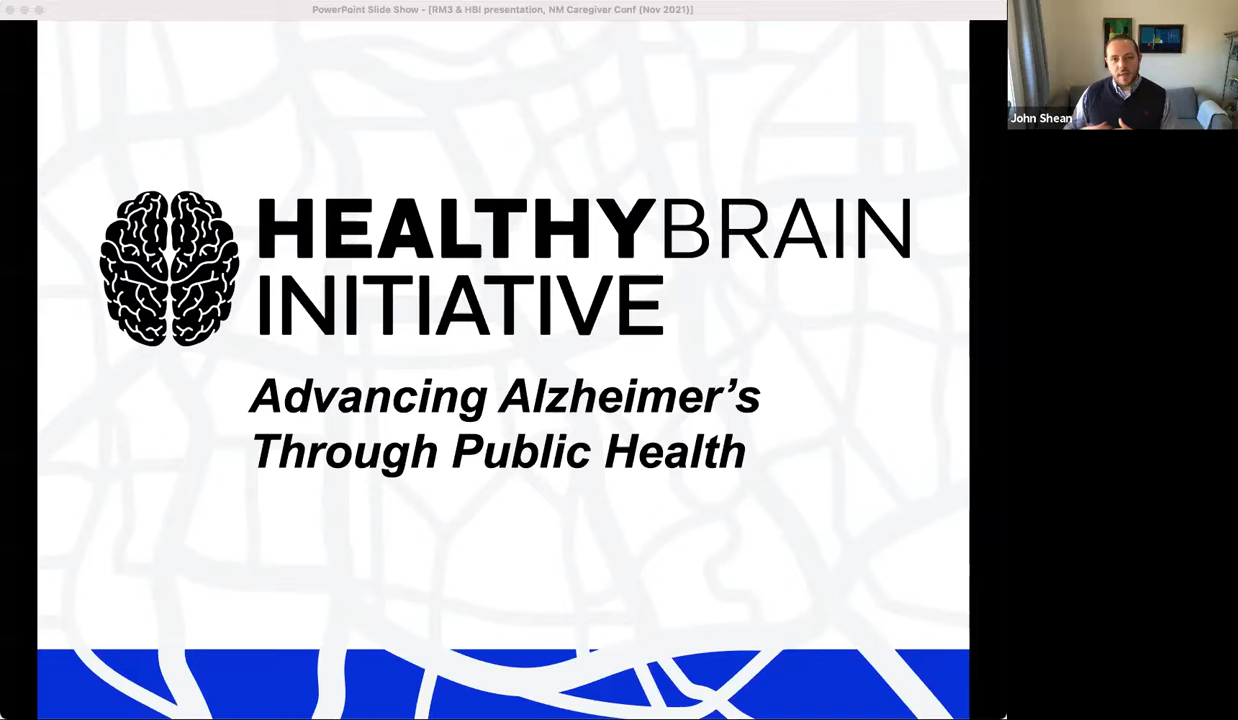 PowerPoint Slide Show - [RM3 & HBI presentation, NM Caregiver Conf (Nov 2021)]
John Shean
HEALTHYBRAIN
INITIATIVE
Advancing Alzheimer's
Through Public Health